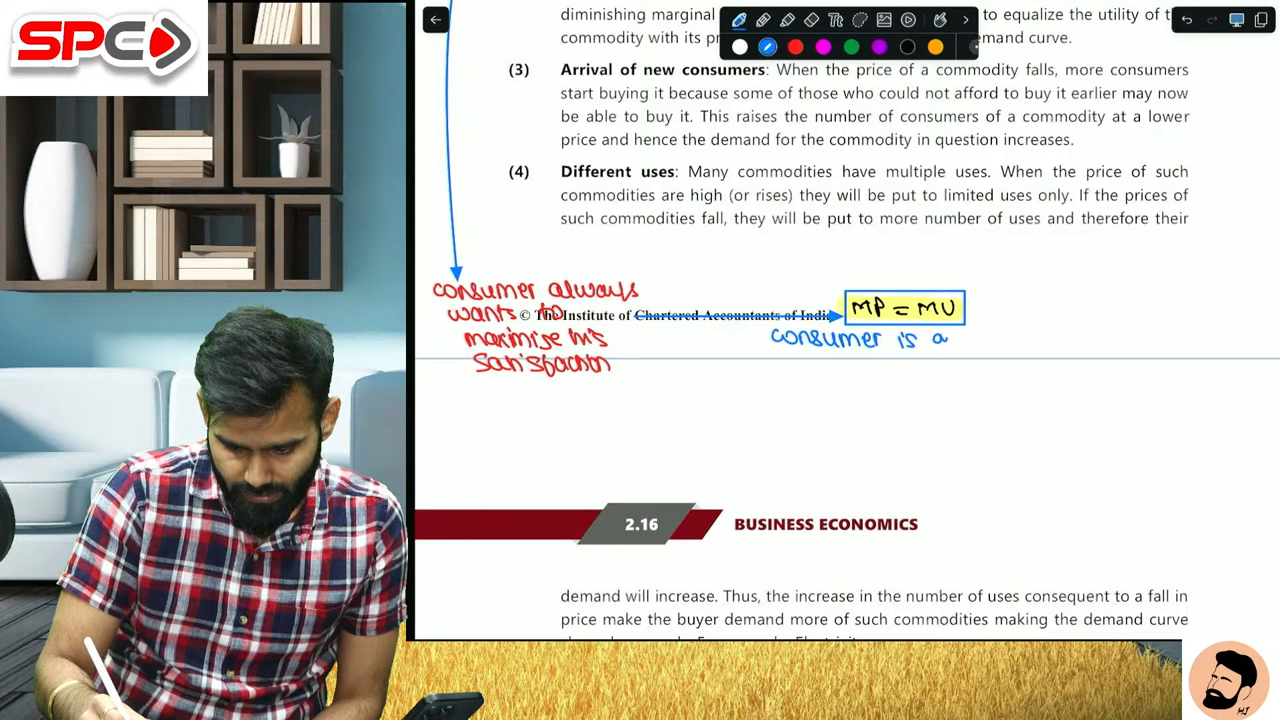 SPC
diminishing marginal
to equalize the utility of t
commodity with its pr
emand curve.
(3) Arrival of new consumers: When the price of a commodity falls, more consumers
start buying it because some of those who could not afford to buy it earlier may now
be able to buy it. This raises the number of consumers of a commodity at a lower
price and hence the demand for the commodity in question increases.
(4) Different uses: Many commodities have multiple uses. When the price of such
commodities are high (or rises) they will be put to limited uses only. If the prices of
such commodities fall, they will be put to more number of uses and therefore their
consumer always
wants to
maximise his
satisfaction
© The Institute of Chartered Accountants of Indi
MP = MU
consumer is a
2.16 BUSINESS ECONOMICS
demand will increase. Thus, the increase in the number of uses consequent to a fall in
price make the buyer demand more of such commodities making the demand curve
HJ